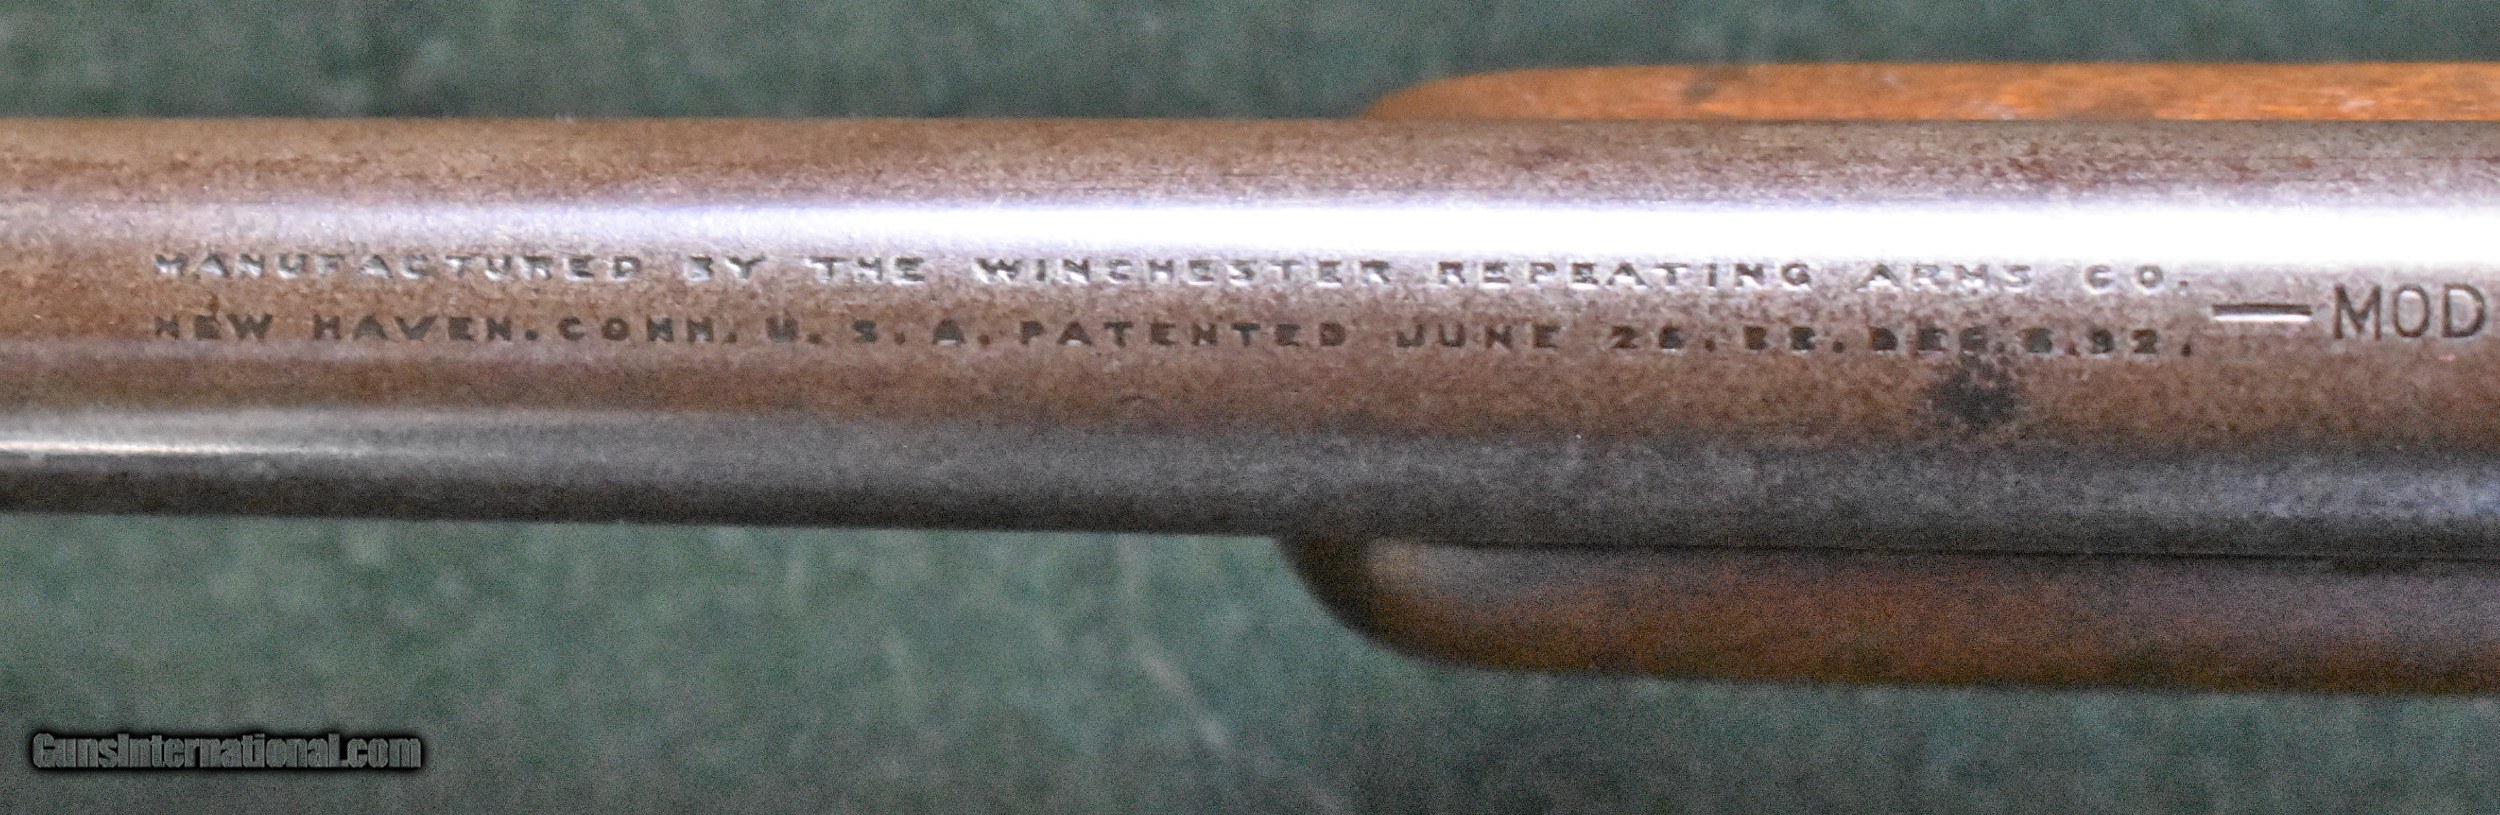 MANUFACTURED BY THE WINCHESTER REPEATING ARMS CO.
NEW HAVEN. CONN. U. S. A. PATENTED JUNE 26. 88. DEC. 6. 92.
—MOD
GunsInternational.com